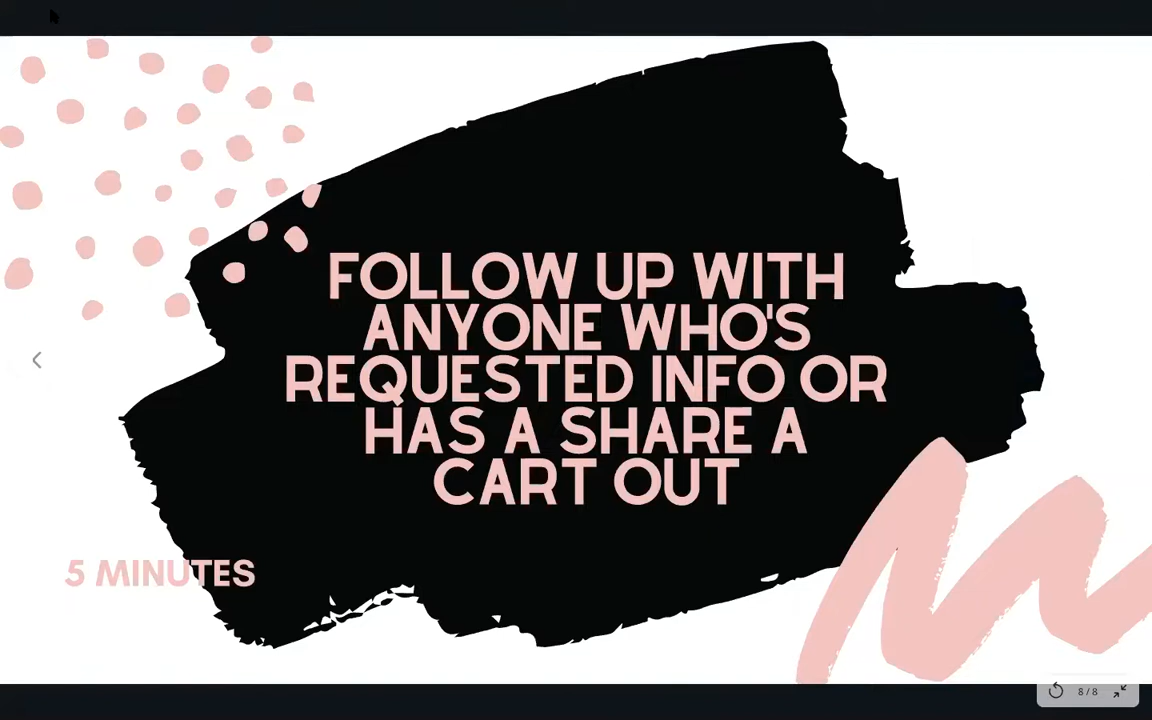 FOLLOW UP WITH
ANYONE WHO'S
REQUESTED INFO OR
HAS A SHARE A
CART OUT
5 MINUTES
8/8